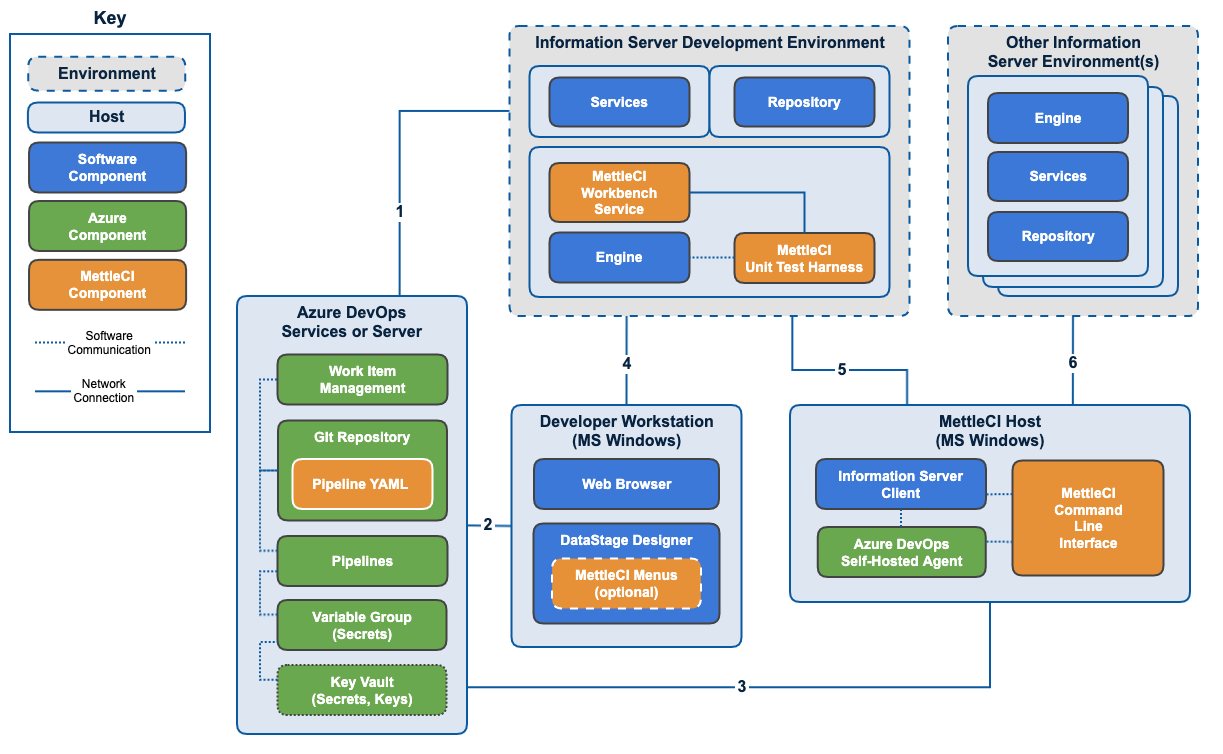 Key
Environment
Host
Software
Component
Azure
Component
MettleCI
Component
Software
Communication
Network
Connection
Information Server Development Environment
Services
Repository
MettleCI
Workbench
Service
Engine
MettleCI
Unit Test Harness
Other Information
Server Environment(s)
Engine
Services
Repository
1
4
5
6
Azure DevOps
Services or Server
Work Item
Management
Git Repository
Pipeline YAML
Pipelines
Variable Group
(Secrets)
Key Vault
(Secrets, Keys)
2
Developer Workstation
(MS Windows)
Web Browser
DataStage Designer
MettleCI Menus
(optional)
MettleCI Host
(MS Windows)
Information Server
Client
Azure DevOps
Self-Hosted Agent
MettleCI
Command
Line
Interface
3